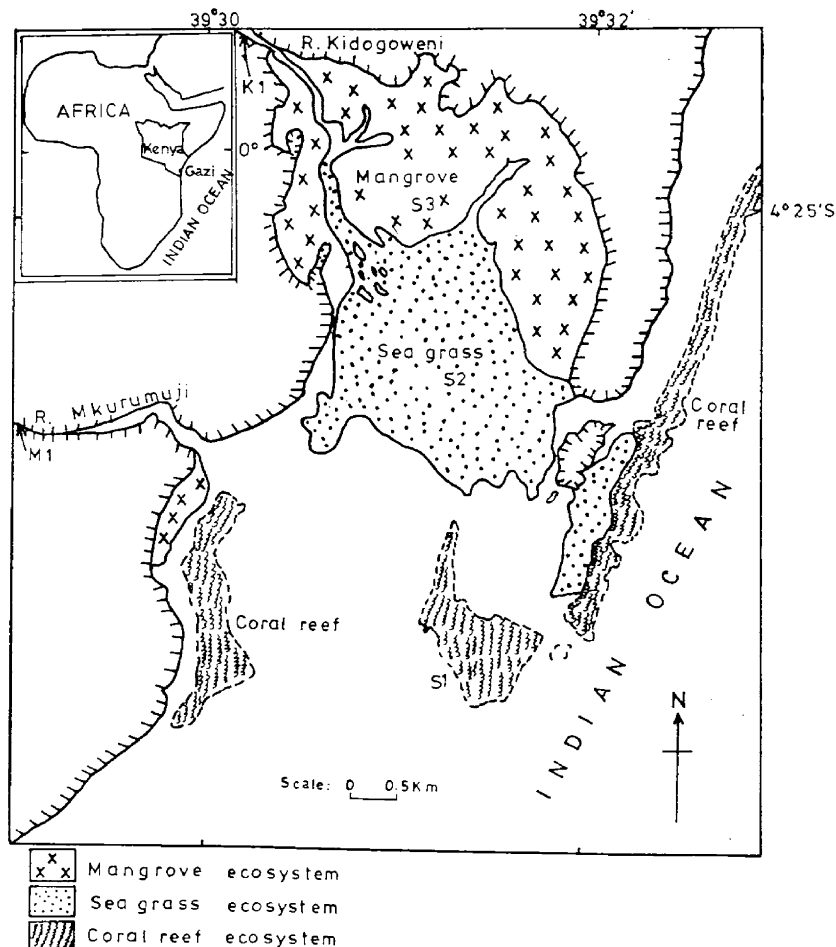 39°30
39°32'
R. Kidogoweni
K1
AFRICA
Kenya
0°
Gazi
INDIAN OCEAN
Mangrove
S3
4°25'S
Sea grass
S2
R. Mkurumuji
M1
Coral
reef
Coral reef
S1
INDIAN OCEAN
N
Scale: 0 0.5Km
Mangrove ecosystem
Sea grass ecosystem
Coral reef ecosystem